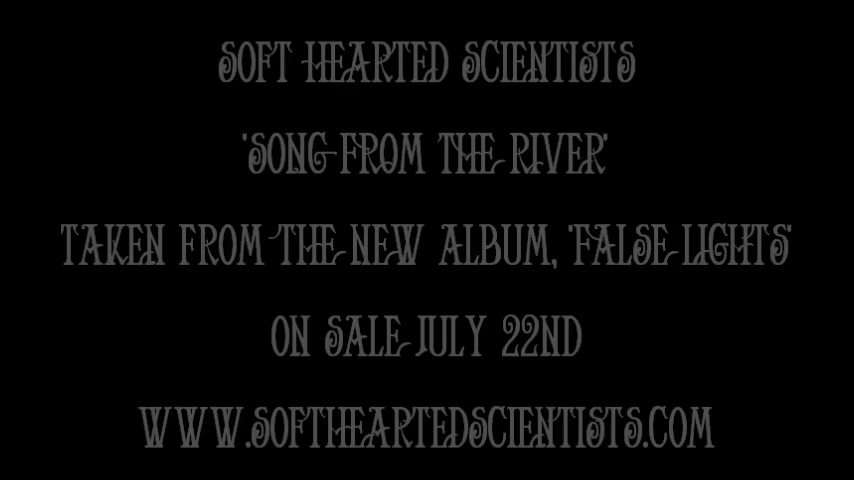 SOFT HEARTED SCIENTISTS
'SONG FROM THE RIVER'
TAKEN FROM THE NEW ALBUM, 'FALSE LIGHTS'
ON SALE JULY 22ND
WWW.SOFTHEARTEDSCIENTISTS.COM